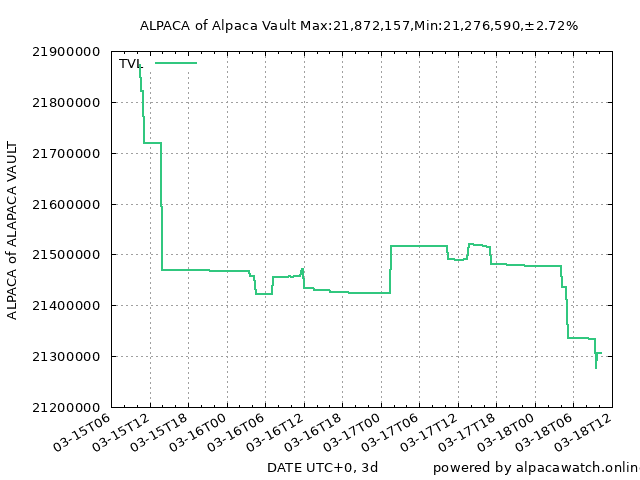 ALPACA of Alpaca Vault Max:21,872,157,Min:21,276,590,±2.72%
TVL
21900000
21800000
21700000
21600000
21500000
21400000
21300000
21200000
ALPACA of ALAPACA VAULT
03-15T06
03-15T12
03-15T18
03-16T00
03-16T06
03-16T12
03-16T18
03-17T00
03-17T06
03-17T12
03-17T18
03-18T00
03-18T06
03-18T12
DATE UTC+0, 3d
powered by alpacawatch.onlin